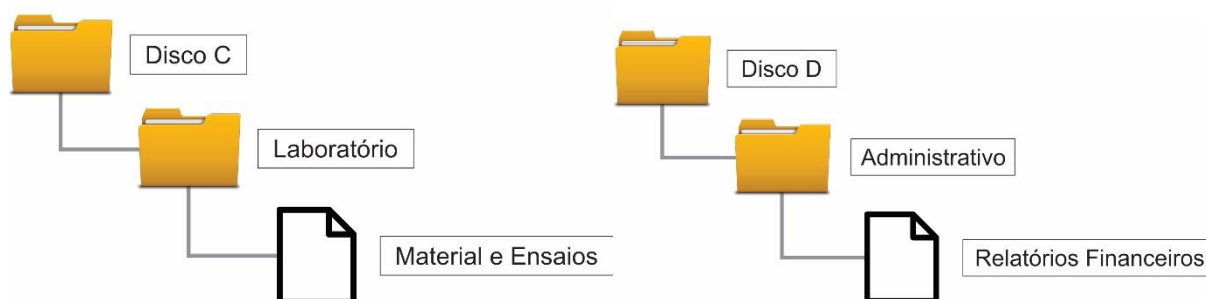 Disco C
Laboratório
Material e Ensaios
Disco D
Administrativo
Relatórios Financeiros